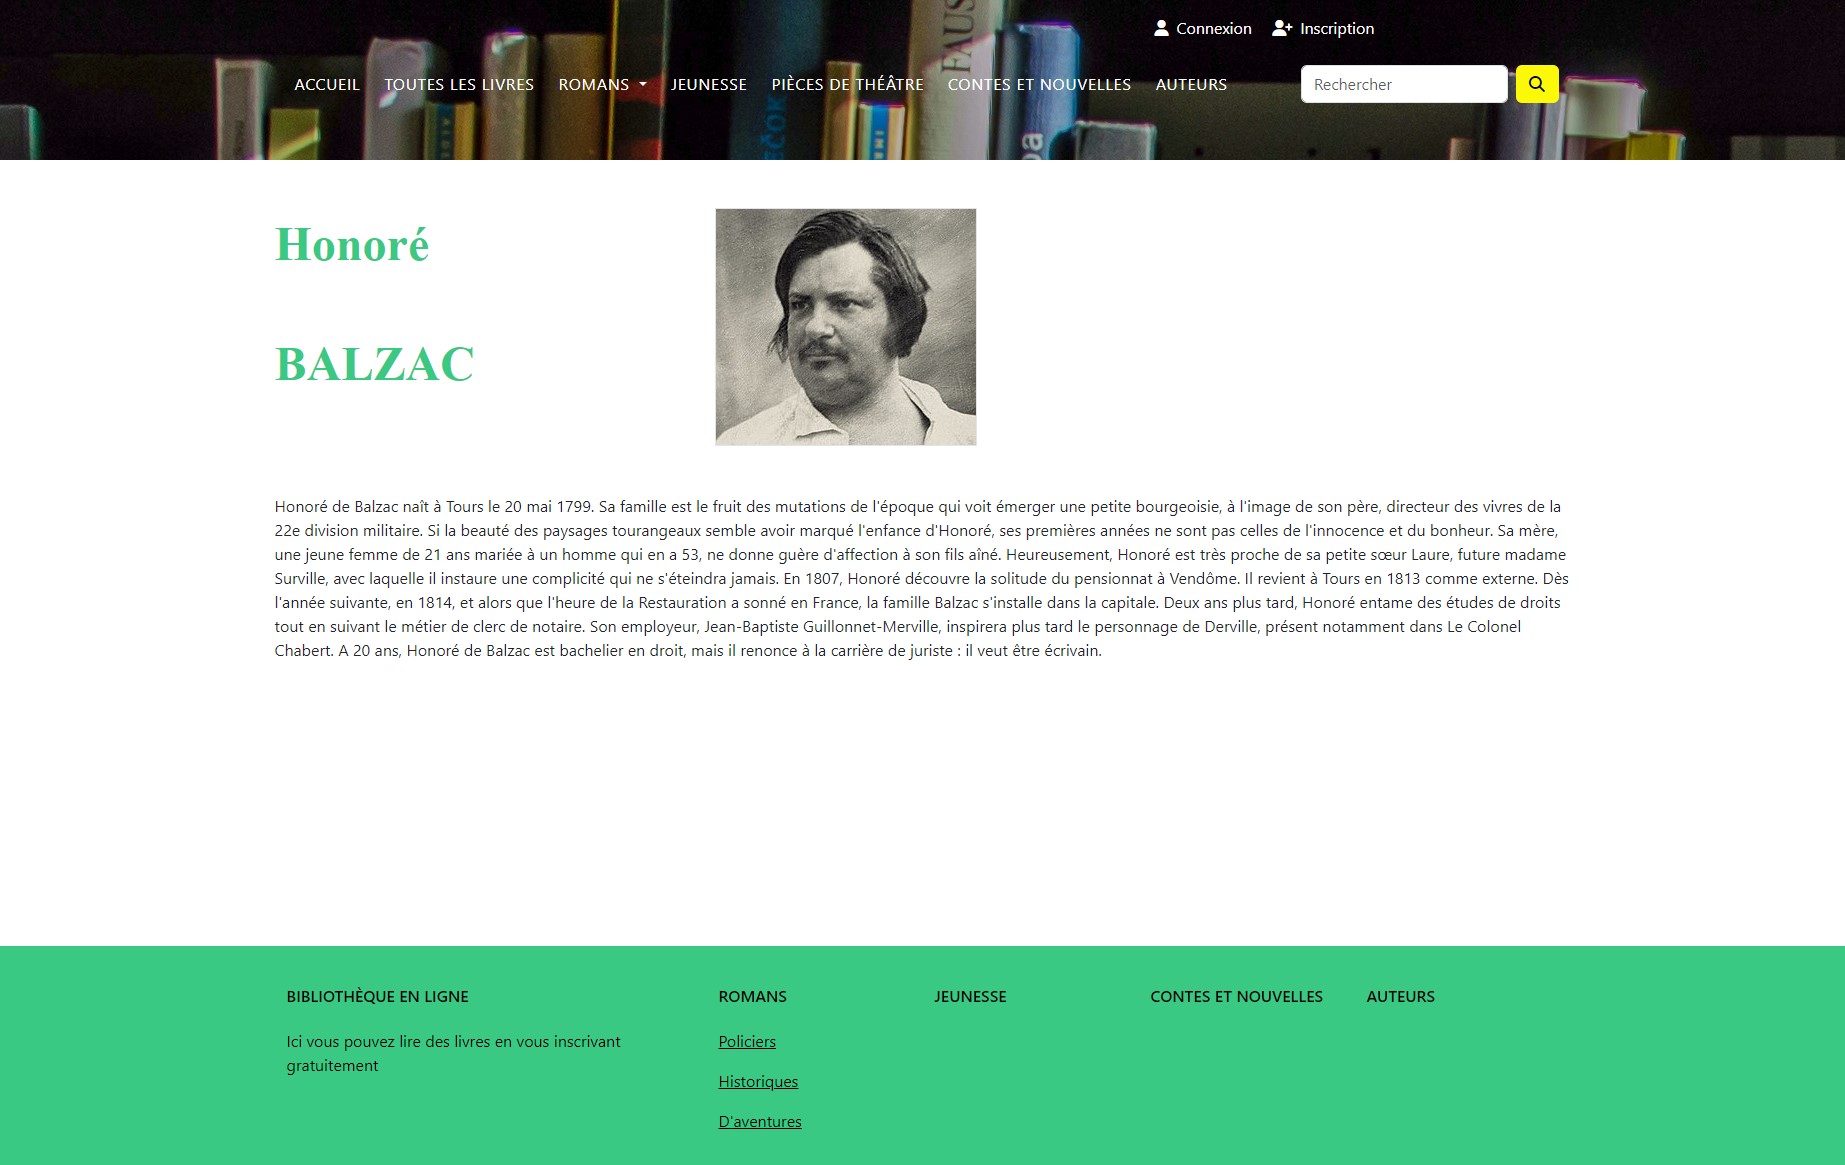 Connexion Inscription
FAUS
ACCUEIL TOUTES LES LIVRES ROMANS JEUNESSE PIÈCES DE THÉÂTRE CONTES ET NOUVELLES AUTEURS Rechercher
Honoré
BALZAC
Honoré de Balzac naît à Tours le 20 mai 1799. Sa famille est le fruit des mutations de l'époque qui voit émerger une petite bourgeoisie, à l'image de son père, directeur des vivres de la
22e division militaire. Si la beauté des paysages tourangeaux semble avoir marqué l'enfance d'Honoré, ses premières années ne sont pas celles de l'innocence et du bonheur. Sa mère,
une jeune femme de 21 ans mariée à un homme qui en a 53, ne donne guère d'affection à son fils aîné. Heureusement, Honoré est très proche de sa petite sœur Laure, future madame
Surville, avec laquelle il instaure une complicité qui ne s'éteindra jamais. En 1807, Honoré découvre la solitude du pensionnat à Vendôme. Il revient à Tours en 1813 comme externe. Dès
l'année suivante, en 1814, et alors que l'heure de la Restauration a sonné en France, la famille Balzac s'installe dans la capitale. Deux ans plus tard, Honoré entame des études de droits
tout en suivant le métier de clerc de notaire. Son employeur, Jean-Baptiste Guillonnet-Merville, inspirera plus tard le personnage de Derville, présent notamment dans Le Colonel
Chabert. A 20 ans, Honoré de Balzac est bachelier en droit, mais il renonce à la carrière de juriste : il veut être écrivain.
BIBLIOTHÈQUE EN LIGNE
Ici vous pouvez lire des livres en vous inscrivant
gratuitement
ROMANS
Policiers
Historiques
D'aventures
JEUNESSE
CONTES ET NOUVELLES
AUTEURS